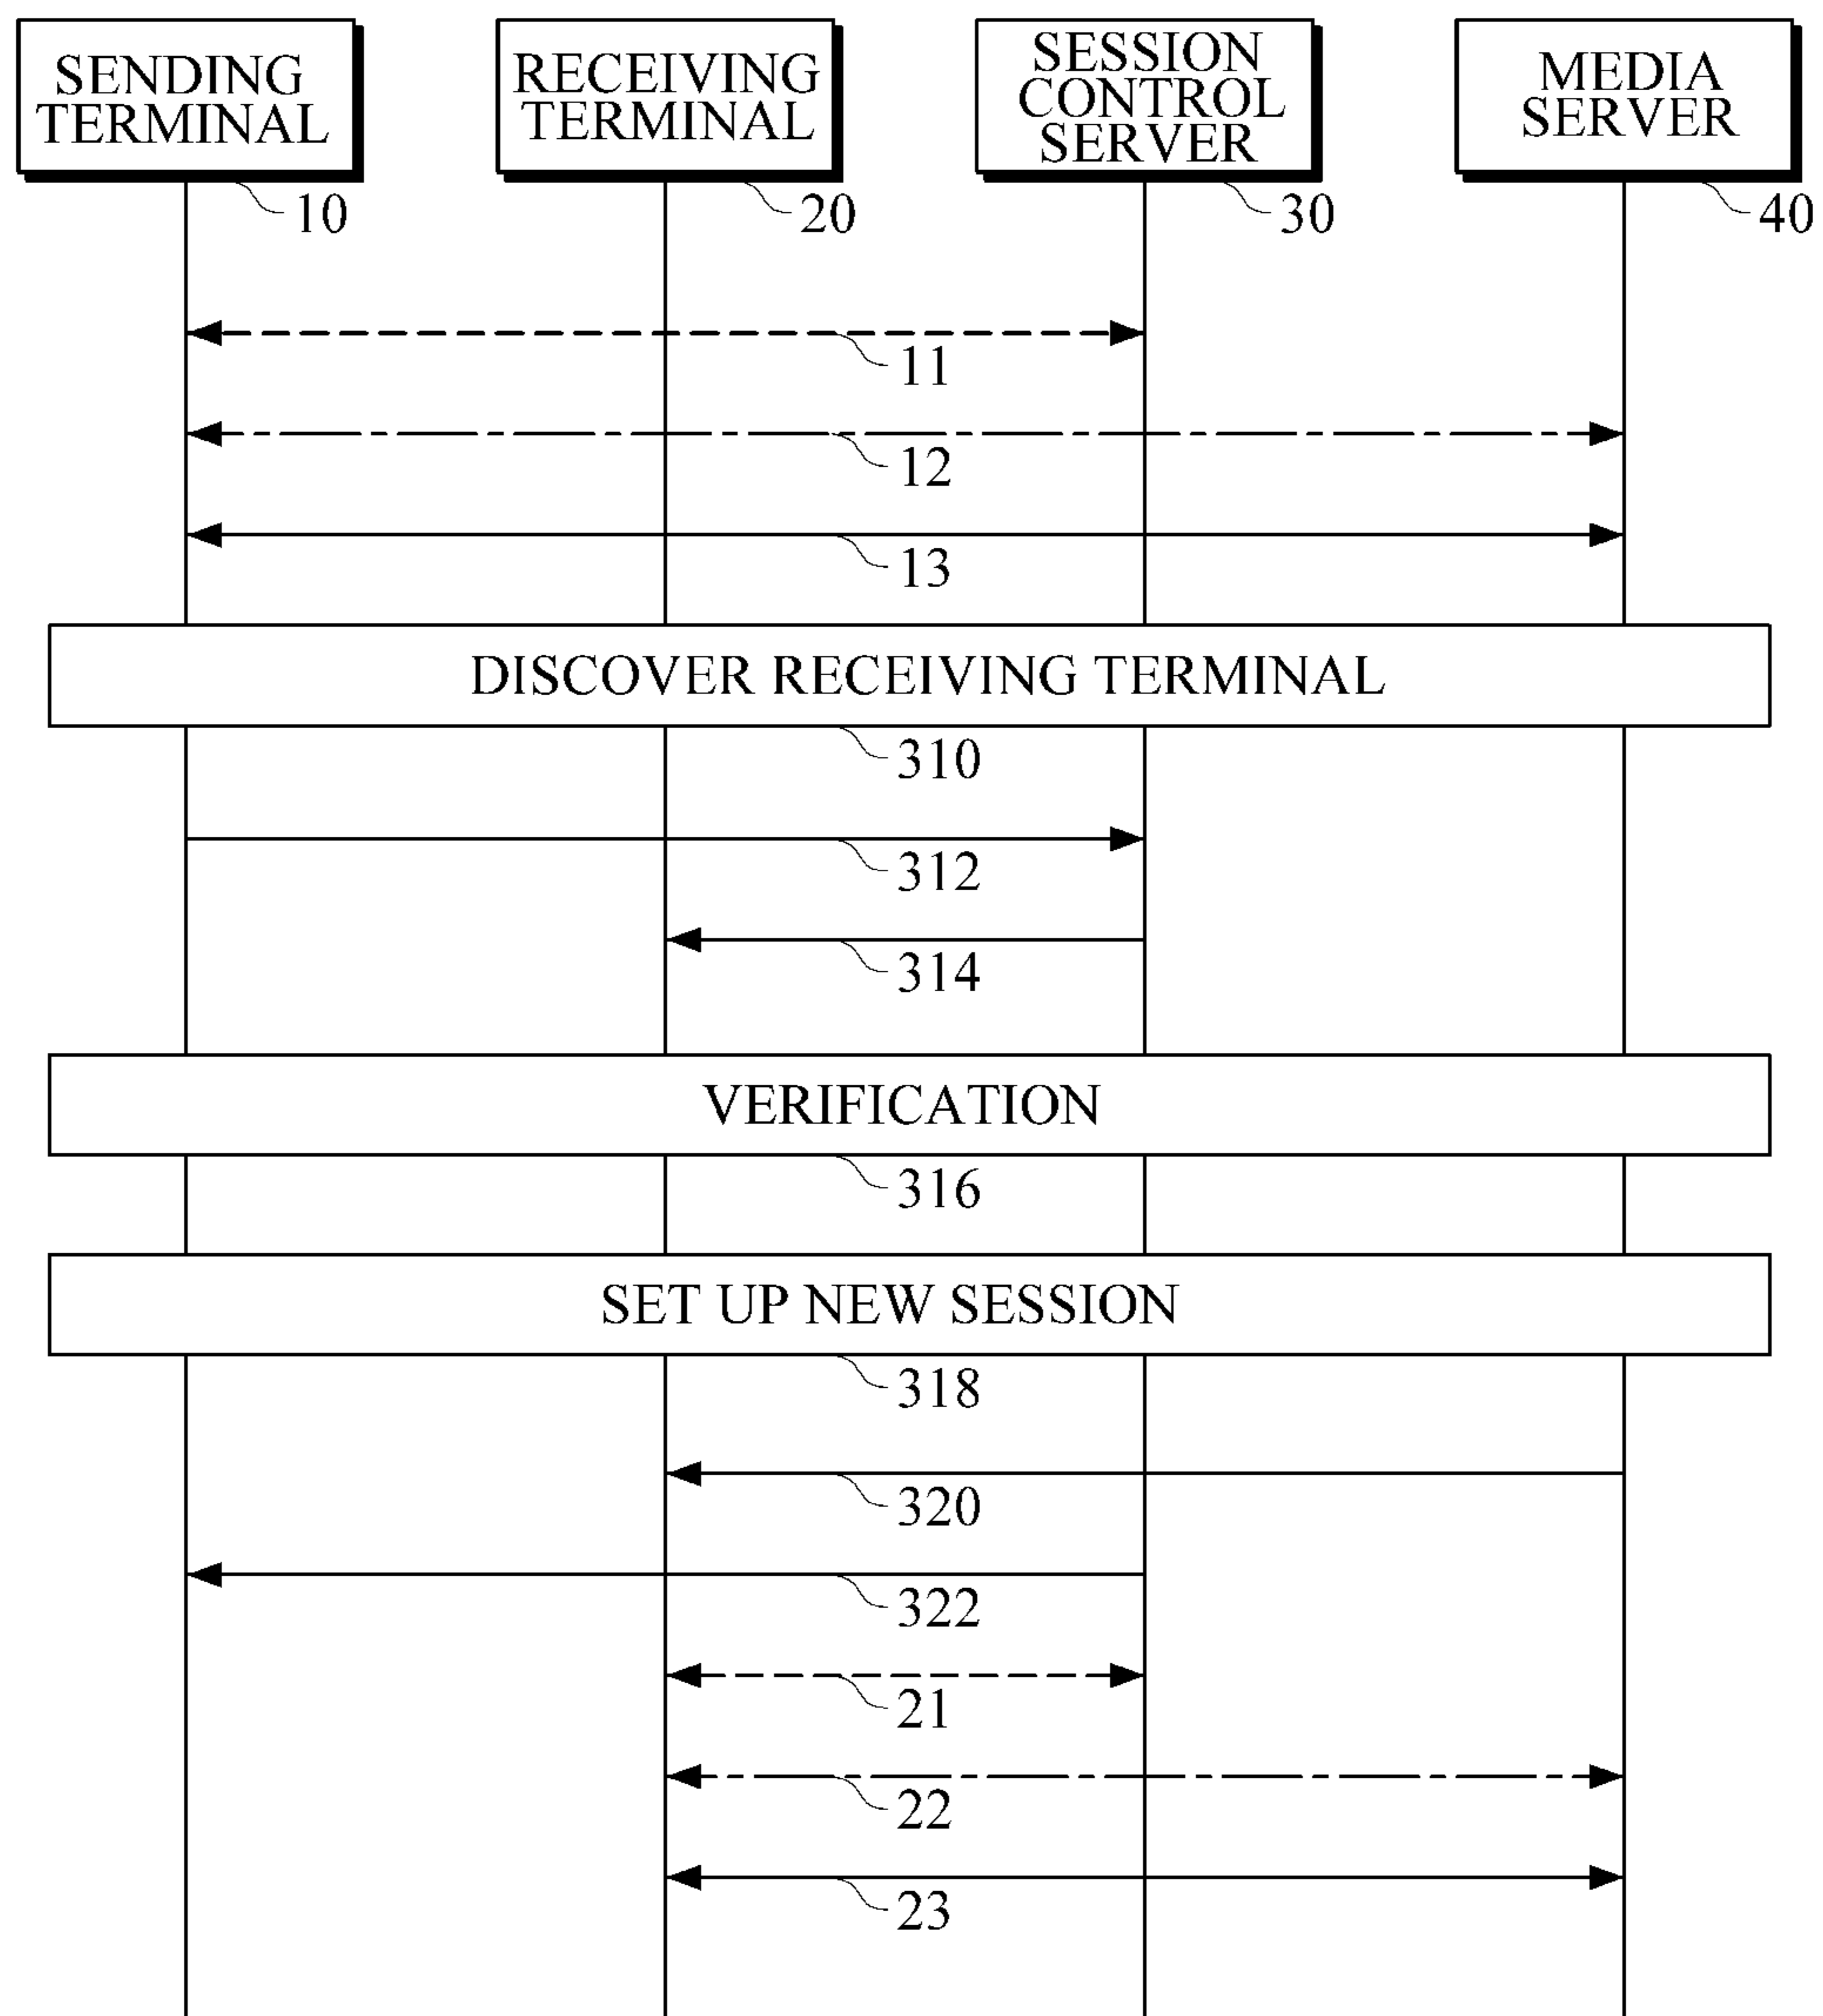 SENDING
TERMINAL
RECEIVING
TERMINAL
SESSION
CONTROL
SERVER
MEDIA
SERVER
10
20
30
40
11
12
13
DISCOVER RECEIVING TERMINAL
310
312
314
VERIFICATION
316
SET UP NEW SESSION
318
320
322
21
22
23